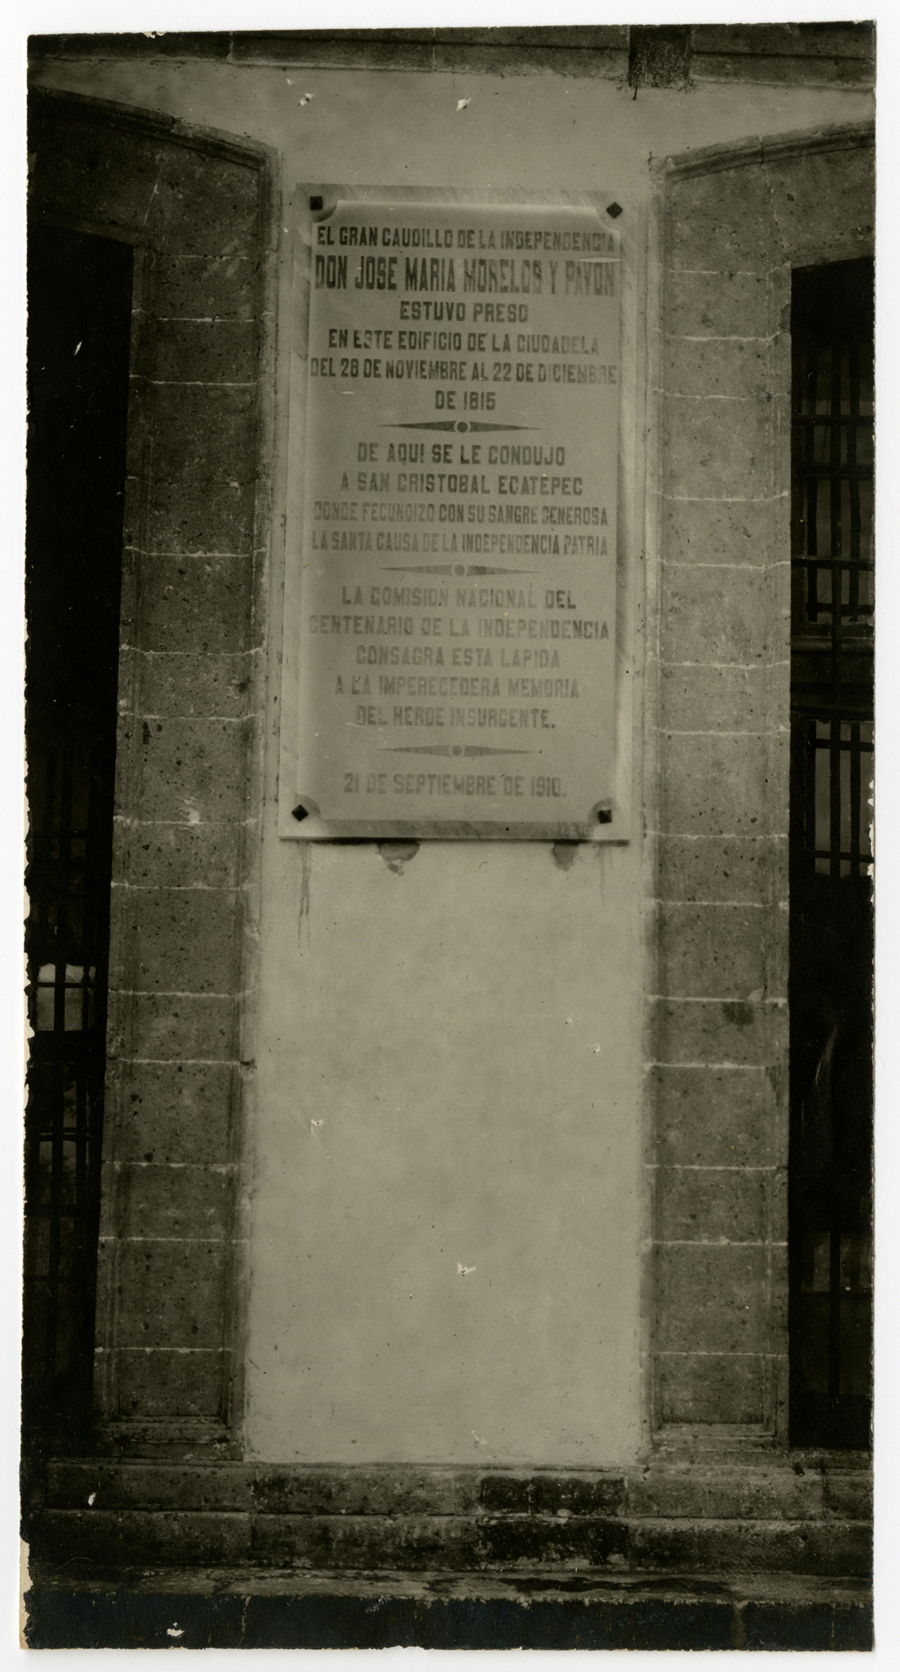 EL GRAN CAUDILLO DE LA INDEPENDENCIA
DON JOSE MARIA MORELOS Y PAVON
ESTUVO PRESO
EN ESTE EDIFICIO DE LA CIUDADELA
DEL 28 DE NOVIEMBRE AL 22 DE DICIEMBRE
DE 1815
DE AQUI SE LE CONDUJO
A SAN CRISTOBAL ECATEPEC
DONDE FECUNDIZO CON SU SANGRE GENEROSA
LA SANTA CAUSA DE LA INDEPENDENCIA PATRIA
LA COMISION NACIONAL DEL
CENTENARIO DE LA INDEPENDENCIA
CONSAGRA ESTA LAPIDA
A LA IMPERECEDERA MEMORIA
DEL HEROE INSURGENTE.
21 DE SEPTIEMBRE DE 1910.